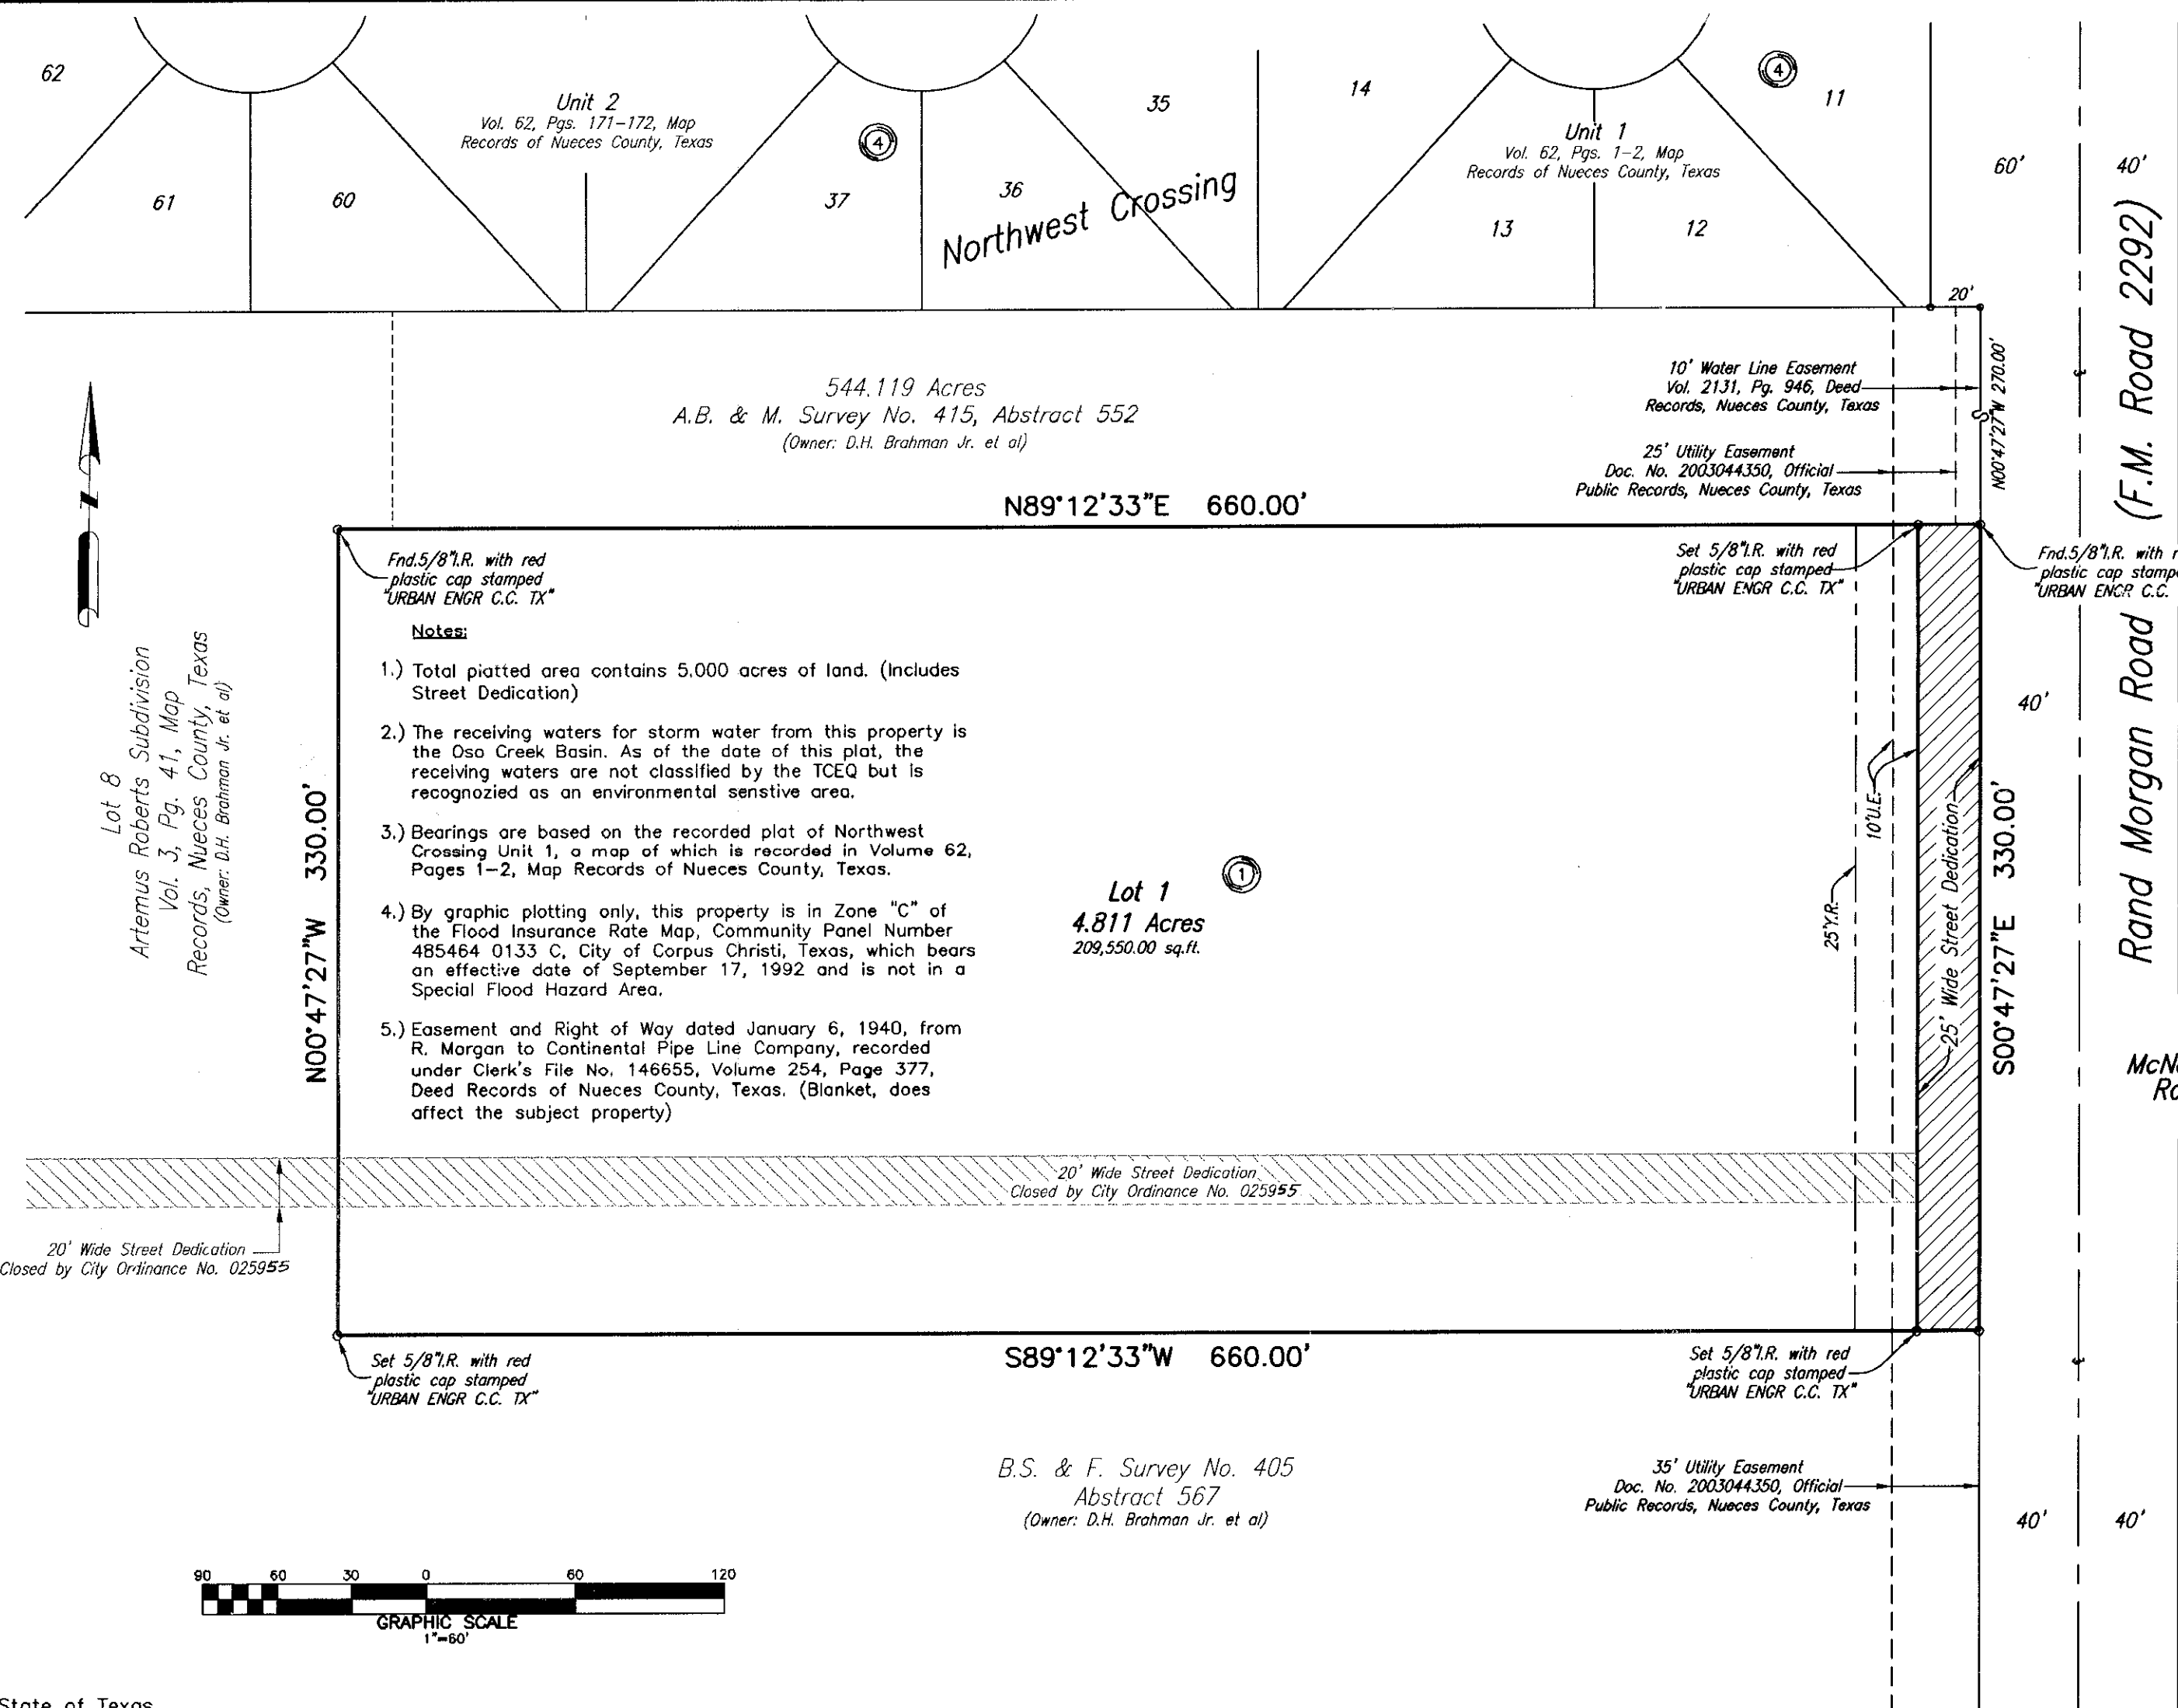 62
61
60
Unit 2
Vol. 62, Pgs. 171-172, Map
Records of Nueces County, Texas
4
37
36
35
Northwest Crossing
14
13
12
Unit 1
Vol. 62, Pgs. 1-2, Map
Records of Nueces County, Texas
4
11
60'
40'
20'
N00°47'27"W 270.00'
Rand Morgan Road (F.M. Road 2292)
544.119 Acres
A.B. & M. Survey No. 415, Abstract 552
(Owner: D.H. Brahman Jr. et al)
10' Water Line Easement
Vol. 2131, Pg. 946, Deed
Records, Nueces County, Texas
25' Utility Easement
Doc. No. 2003044350, Official
Public Records, Nueces County, Texas
N89°12'33"E 660.00'
Fnd.5/8"I.R. with red
plastic cap stamped
"URBAN ENGR C.C. TX"
Set 5/8"I.R. with red
plastic cap stamped
"URBAN ENGR C.C. TX"
Fnd.5/8"I.R. with
plastic cap
"URBAN ENGR C.C.
Lot 8
Artemus Roberts Subdivision
Vol. 3, Pg. 41, Map
Records, Nueces County, Texas
(Owner: D.H. Brahman Jr. et al)
N00°47'27"W 330.00'
Notes:
1.) Total platted area contains 5.000 acres of land. (Includes
Street Dedication)
2.) The receiving waters for storm water from this property is
the Oso Creek Basin. As of the date of this plat, the
receiving waters are not classified by the TCEQ but is
recognozied as an environmental senstive area.
3.) Bearings are based on the recorded plat of Northwest
Crossing Unit 1, a map of which is recorded in Volume 62,
Pages 1-2, Map Records of Nueces County, Texas.
4.) By graphic plotting only, this property is in Zone "C" of
the Flood Insurance Rate Map, Community Panel Number
485464 0133 C, City of Corpus Christi, Texas, which bears
an effective date of September 17, 1992 and is not in a
Special Flood Hazard Area.
5.) Easement and Right of Way dated January 6, 1940, from
R. Morgan to Continental Pipe Line Company, recorded
under Clerk's File No. 146655, Volume 254, Page 377,
Deed Records of Nueces County, Texas. (Blanket, does
affect the subject property)
Lot 1
4.811 Acres
209,550.00 sq.ft.
1
25'Y.R.
10'U.E.
25' Wide Street Dedication
40'
S00°47'27"E 330.00'
20' Wide Street Dedication
Closed by City Ordinance No. 025955
20' Wide Street Dedication
Closed by City Ordinance No. 025955
Set 5/8"I.R. with red
plastic cap stamped
"URBAN ENGR C.C. TX"
S89°12'33"W 660.00'
Set 5/8"I.R. with red
plastic cap stamped
"URBAN ENGR C.C. TX"
B.S. & F. Survey No. 405
Abstract 567
(Owner: D.H. Brahman Jr. et al)
35' Utility Easement
Doc. No. 2003044350, Official
Public Records, Nueces County, Texas
40'
40'
90 60 30 0 60 120
GRAPHIC SCALE
1"=60'
State of Texas